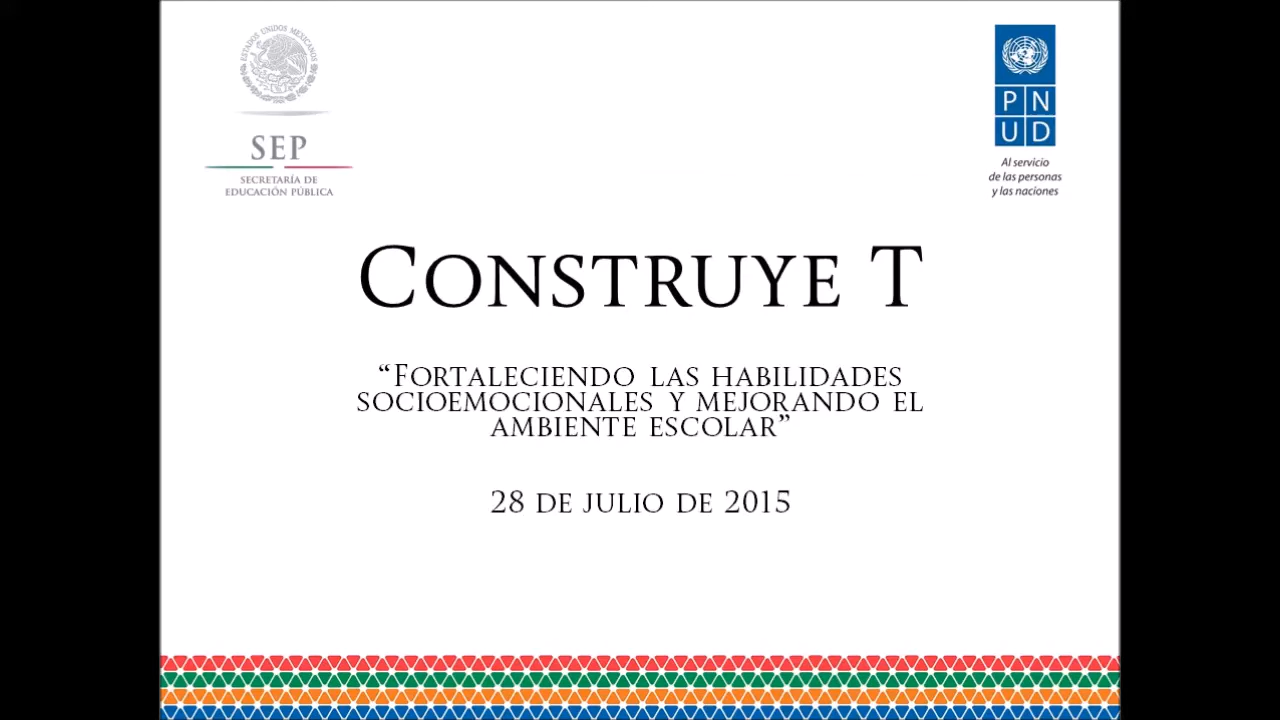 ESTADOS UNIDOS MEXICANOS
SEP
SECRETARÍA DE
EDUCACIÓN PÚBLICA
P N
U D
Al servicio
de las personas
y las naciones
CONSTRUYE T
“FORTALECIENDO LAS HABILIDADES
SOCIOEMOCIONALES Y MEJORANDO EL
AMBIENTE ESCOLAR”
28 DE JULIO DE 2015